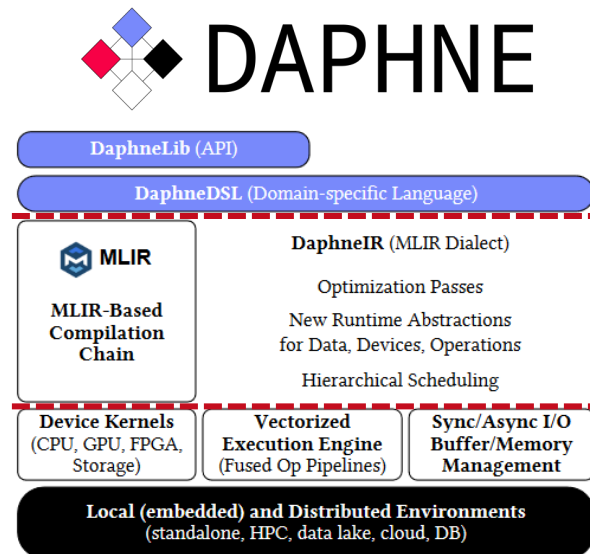 DAPHNE
DaphneLib (API)
DaphneDSL (Domain-specific Language)
MLIR
MLIR-Based
Compilation
Chain
DaphneIR (MLIR Dialect)
Optimization Passes
New Runtime Abstractions
for Data, Devices, Operations
Hierarchical Scheduling
Device Kernels
(CPU, GPU, FPGA,
Storage)
Vectorized
Execution Engine
(Fused Op Pipelines)
Sync/Async I/O
Buffer/Memory
Management
Local (embedded) and Distributed Environments
(standalone, HPC, data lake, cloud, DB)